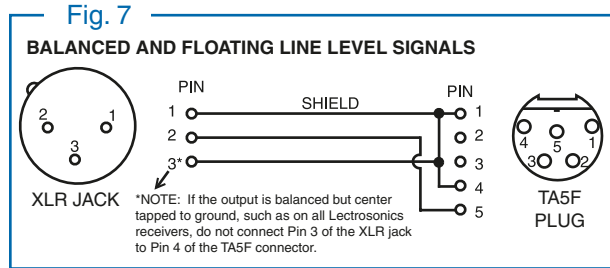 Fig. 7
BALANCED AND FLOATING LINE LEVEL SIGNALS
2
1
3
XLR JACK
PIN
1
2
3*
SHIELD
PIN
1
2
3
4
5
*NOTE: If the output is balanced but center
tapped to ground, such as on all Lectrosonics
receivers, do not connect Pin 3 of the XLR jack
to Pin 4 of the TA5F connector.
4
5
1
3
2
TA5F
PLUG